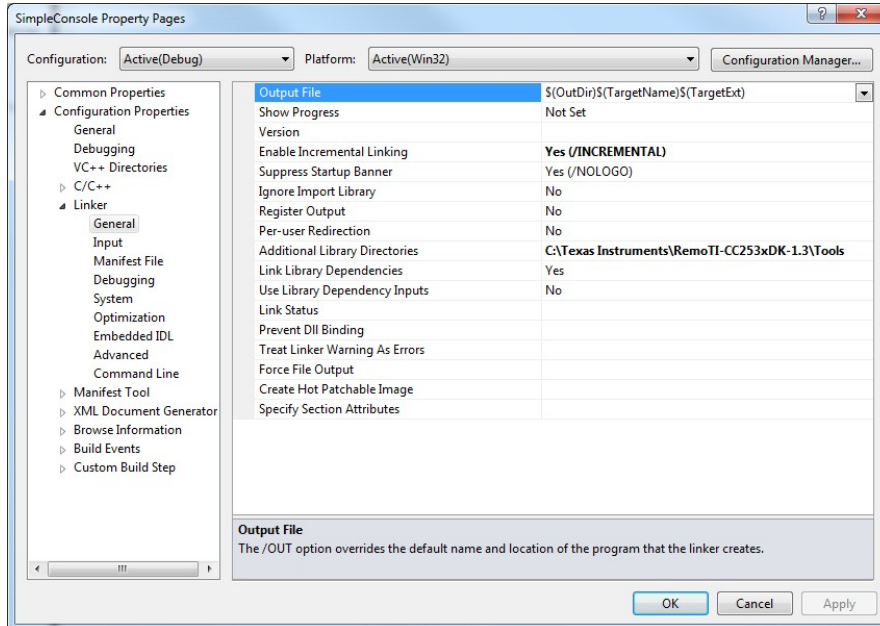 SimpleConsole Property Pages
Configuration: Active(Debug) Platform: Active(Win32) Configuration Manager...
Common Properties
Configuration Properties
General
Debugging
VC++ Directories
C/C++
Linker
General
Input
Manifest File
Debugging
System
Optimization
Embedded IDL
Advanced
Command Line
Manifest Tool
XML Document Generator
Browse Information
Build Events
Custom Build Step
Output File $(OutDir)$(TargetName)$(TargetExt)
Show Progress Not Set
Version
Enable Incremental Linking Yes (/INCREMENTAL)
Suppress Startup Banner Yes (/NOLOGO)
Ignore Import Library No
Register Output No
Per-user Redirection No
Additional Library Directories C:\Texas Instruments\RemoTI-CC253xDK-1.3\Tools
Link Library Dependencies Yes
Use Library Dependency Inputs No
Link Status
Prevent Dll Binding
Treat Linker Warning As Errors
Force File Output
Create Hot Patchable Image
Specify Section Attributes
Output File
The /OUT option overrides the default name and location of the program that the linker creates.
OK Cancel Apply